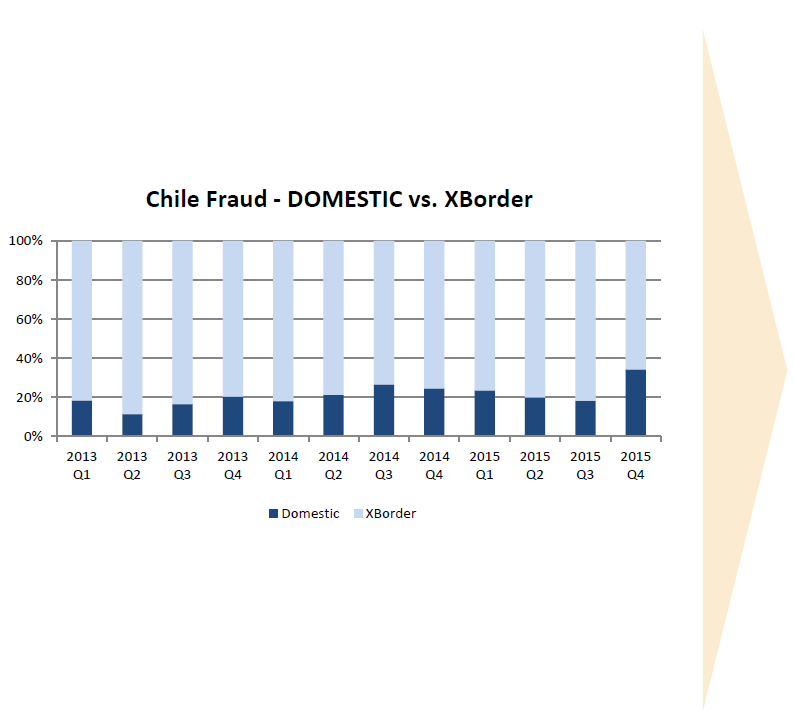 Chile Fraud - DOMESTIC vs. XBorder
100%
80%
60%
40%
20%
0%
2013 2013 2013 2013 2014 2014 2014 2014 2015 2015 2015 2015
Q1 Q2 Q3 Q4 Q1 Q2 Q3 Q4 Q1 Q2 Q3 Q4
Domestic XBorder